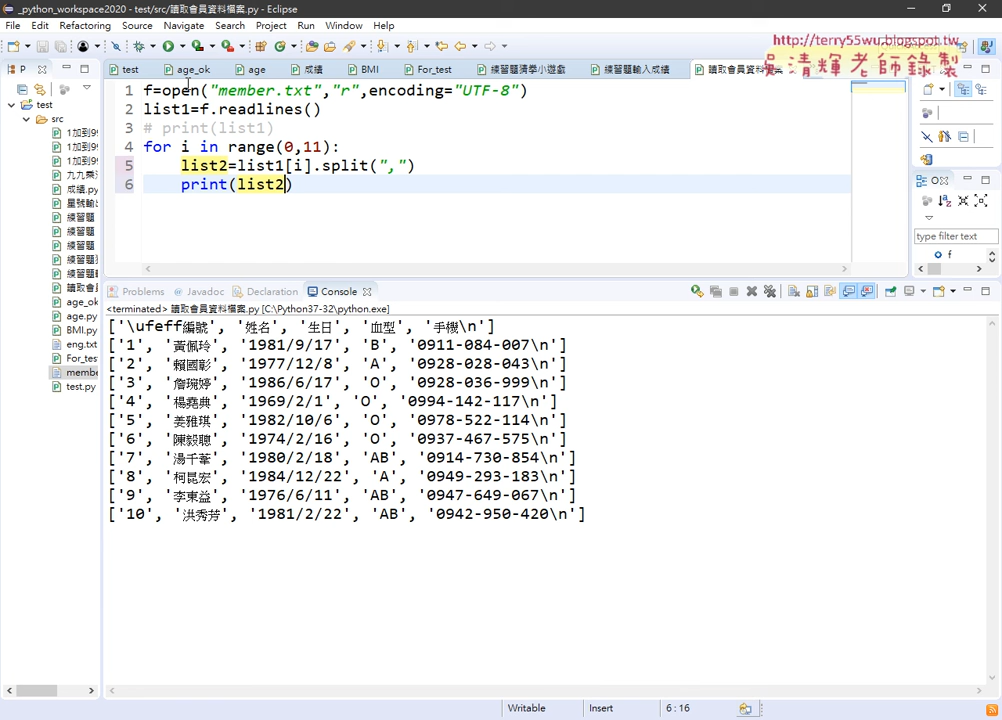 _python_workspace2020 - test/src/讀取會員資料檔案.py - Eclipse
File Edit Refactoring Source Navigate Search Project Run Window Help
http://terry55wu.blogspot.tw
吳清輝老師錄製
P
test age_ok age 成績 BMI For_test 練習題猜學小遊戲 練習題輸入成績 讀取會員資料
test
src
1加到99
1加到99
1加到99
九九乘
成績.py
星號輸出
練習題
練習題
練習題
練習題
練習題
讀取會
age_ok
age.py
BMI.py
eng.txt
For_tes
membe
test.py
1 f=open("member.txt","r",encoding="UTF-8")
2 list1=f.readlines()
3 # print(list1)
4 for i in range(0,11):
5 list2=list1[i].split(",")
6 print(list2)
type filter text
f
Problems Javadoc Declaration Console
<terminated> 讀取會員資料檔案.py [C:\Python37-32\python.exe]
['\ufeff編號', '姓名', '生日', '血型', '手機\n']
['1', '黃佩玲', '1981/9/17', 'B', '0911-084-007\n']
['2', '賴國彰', '1977/12/8', 'A', '0928-028-043\n']
['3', '詹琬婷', '1986/6/17', 'O', '0928-036-999\n']
['4', '楊堯典', '1969/2/1', 'O', '0994-142-117\n']
['5', '姜雅琪', '1982/10/6', 'O', '0978-522-114\n']
['6', '陳毅聰', '1974/2/16', 'O', '0937-467-575\n']
['7', '湯千葦', '1980/2/18', 'AB', '0914-730-854\n']
['8', '柯昆宏', '1984/12/22', 'A', '0949-293-183\n']
['9', '李東益', '1976/6/11', 'AB', '0947-649-067\n']
['10', '洪秀芳', '1981/2/22', 'AB', '0942-950-420\n']
Writable Insert 6 : 16